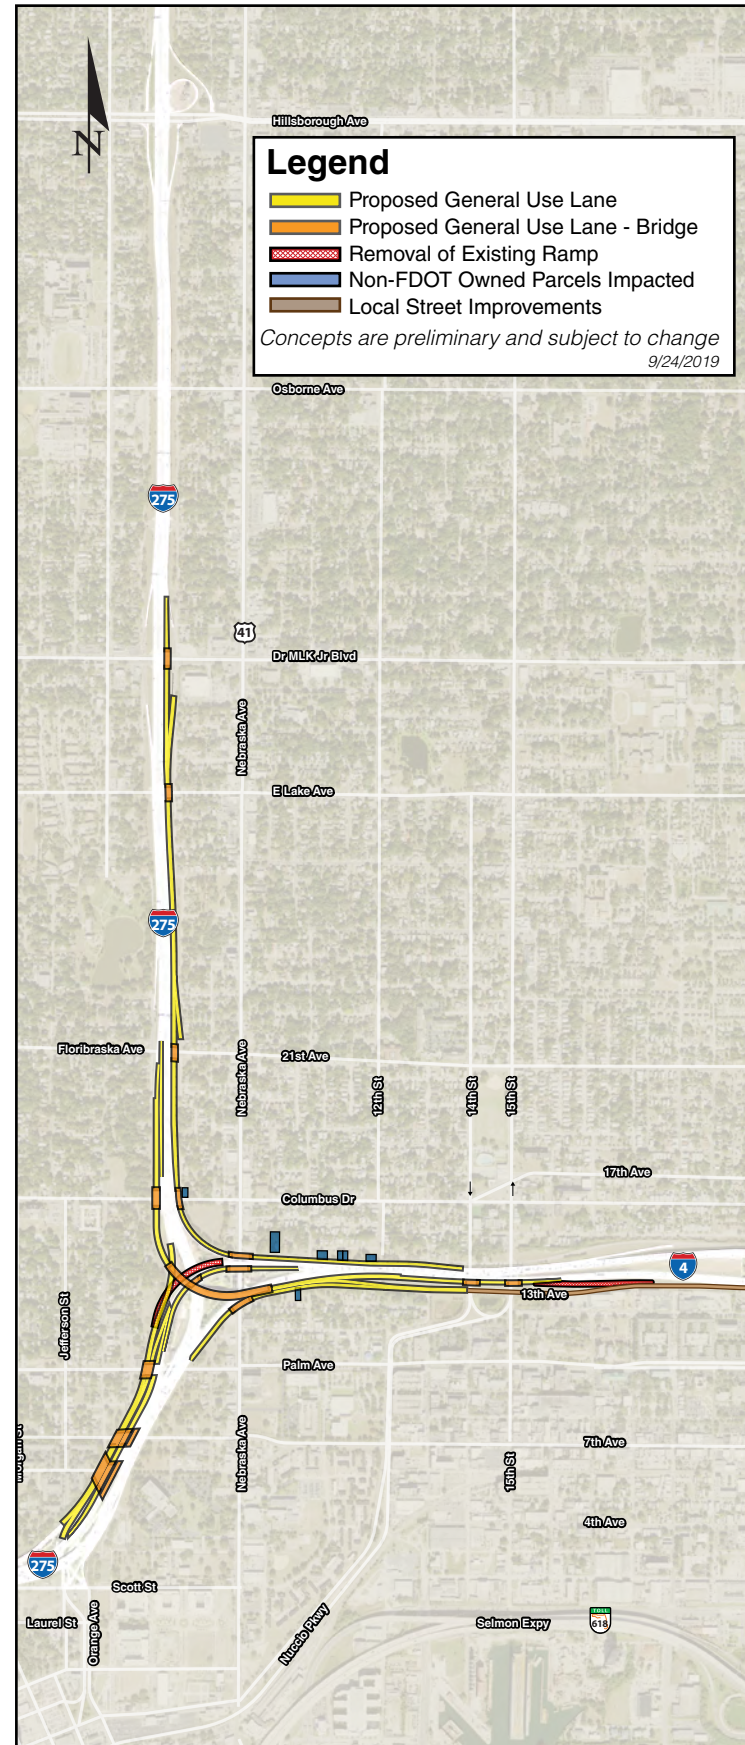 N
Hillsborough Ave
Legend
Proposed General Use Lane
Proposed General Use Lane - Bridge
Removal of Existing Ramp
Non-FDOT Owned Parcels Impacted
Local Street Improvements
Concepts are preliminary and subject to change
9/24/2019
Osborne Ave
275
41
Dr MLK Jr Blvd
Nebraska Ave
E Lake Ave
275
Floribraska Ave
Nebraska Ave
21st Ave
12th St
14th St
15th St
17th Ave
Columbus Dr
4
13th Ave
Jefferson St
Palm Ave
Nebraska Ave
7th Ave
15th St
4th Ave
275
Scott St
Laurel St
Orange Ave
Nuccio Pkwy
Selmon Expy
TOLL
618